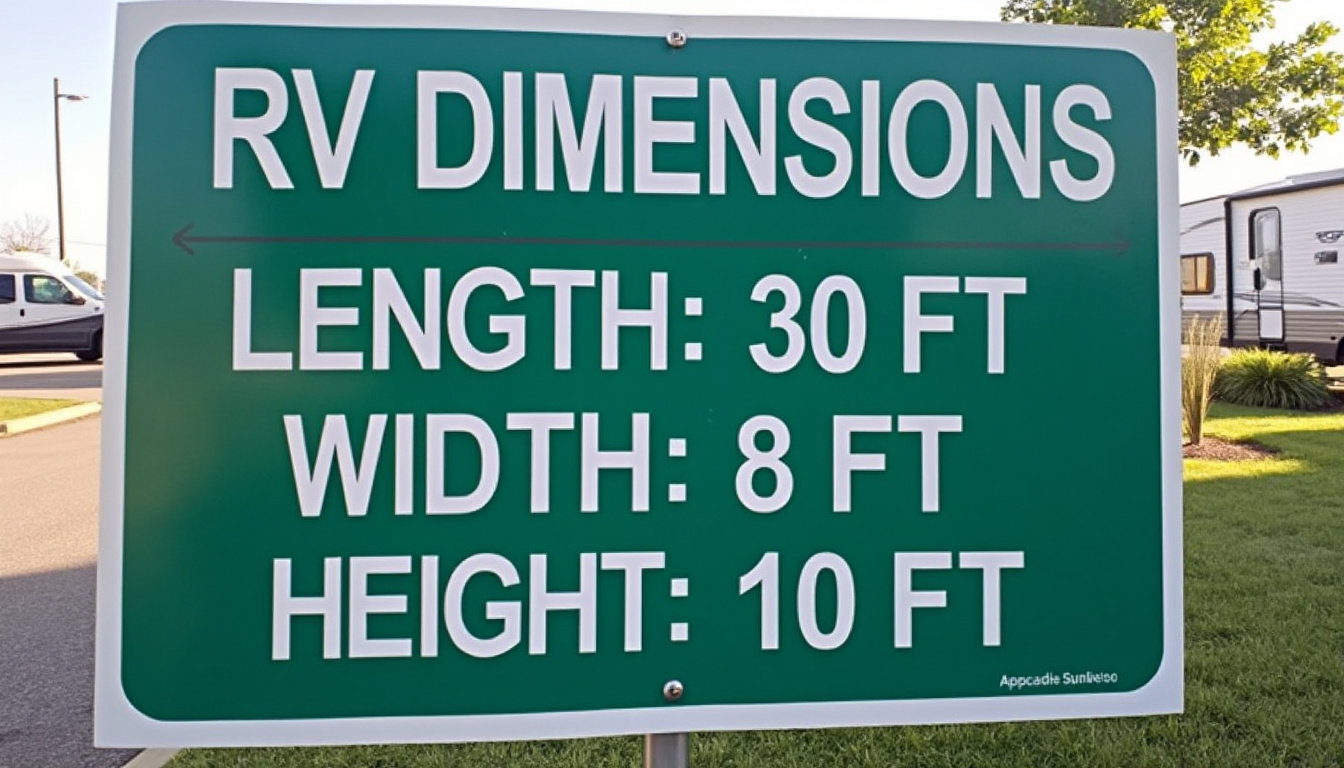 RV DIMENSIONS
LENGTH: 30 FT
WIDTH: 8 FT
HEIGHT: 10 FT